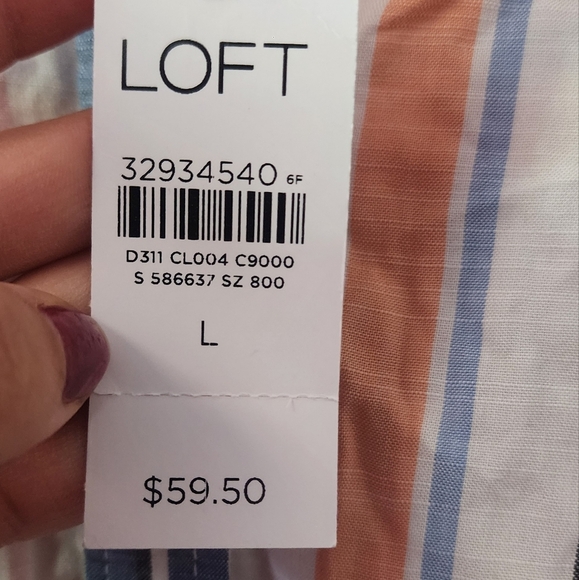 LOFT
32934540 6F
D311 CL004 C9000
S 586637 SZ 800
L
$59.50